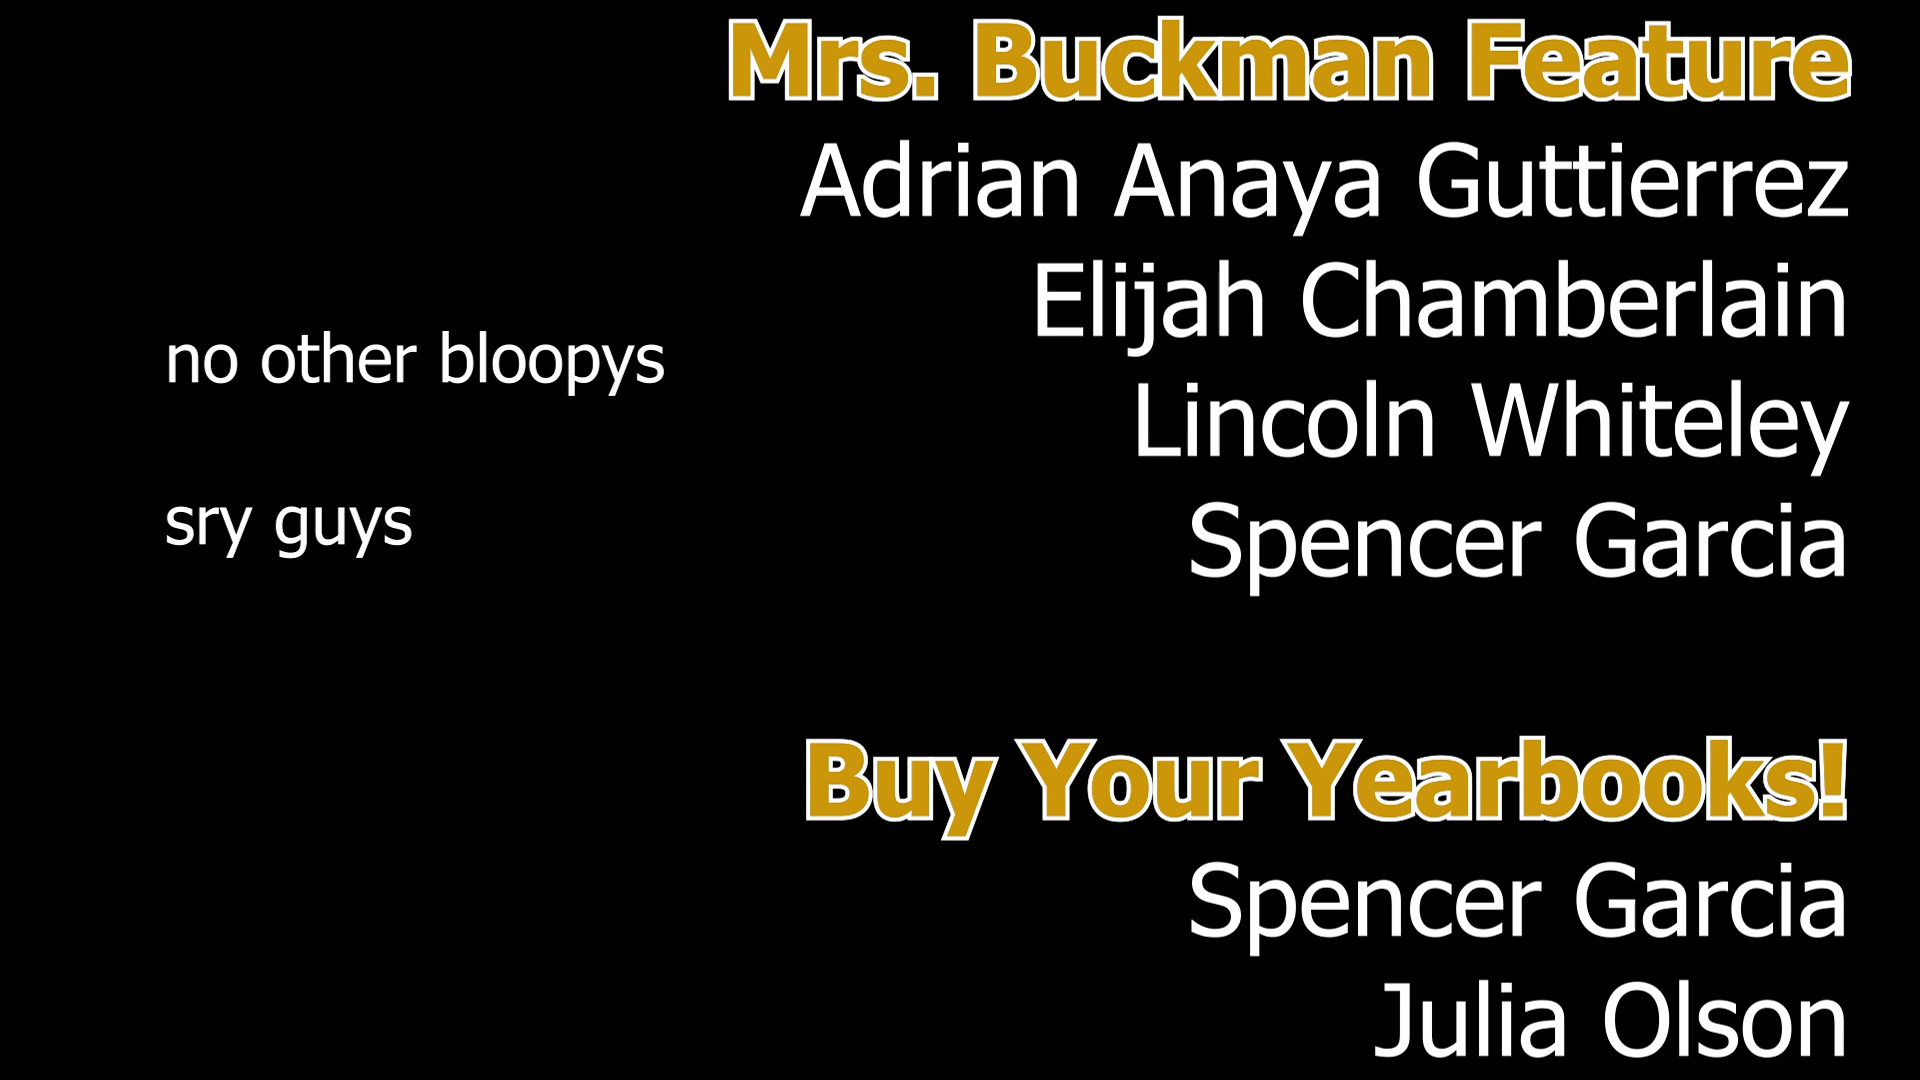 Mrs. Buckman Feature
Adrian Anaya Guttierrez
Elijah Chamberlain
Lincoln Whiteley
Spencer Garcia
no other bloopys
sry guys
Buy Your Yearbooks!
Spencer Garcia
Julia Olson